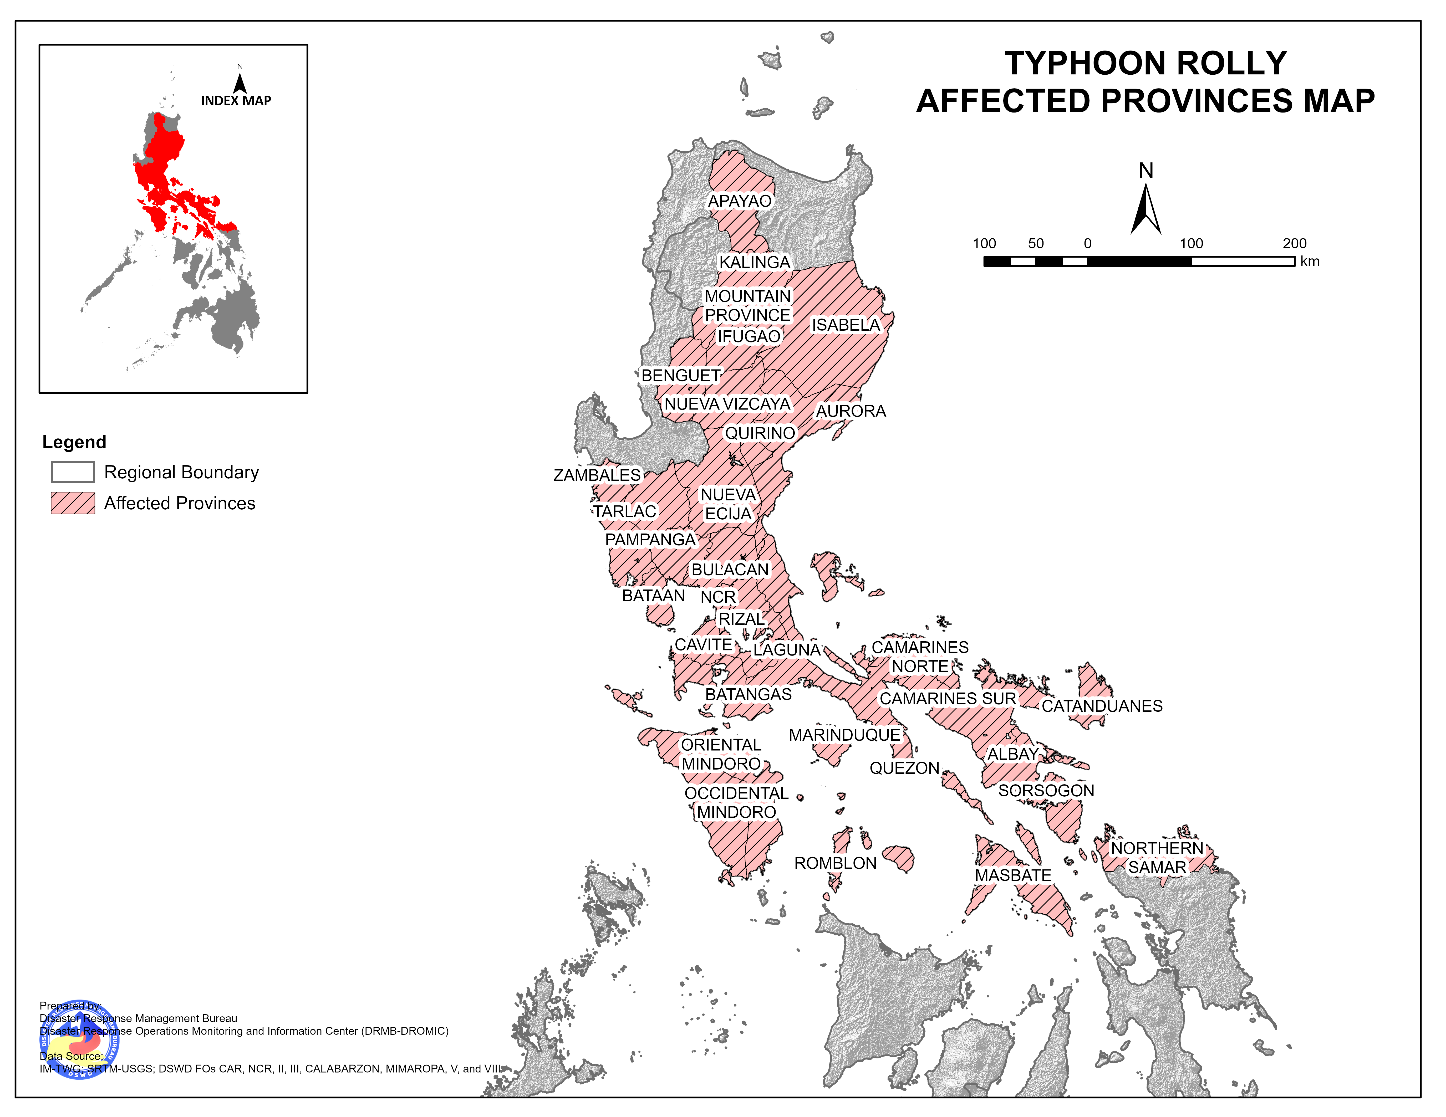 TYPHOON ROLLY
AFFECTED PROVINCES MAP
N
INDEX MAP
N
100 50 0 100 200
km
APAYAO
KALINGA
MOUNTAIN
PROVINCE
ISABELA
IFUGAO
BENGUET
NUEVA VIZCAYA
AURORA
QUIRINO
Legend
Regional Boundary
Affected Provinces
ZAMBALES
NUEVA
ECIJA
TARLAC
PAMPANGA
BULACAN
BATAAN
NCR
RIZAL
CAVITE
LAGUNA
CAMARINES
NORTE
BATANGAS
CAMARINES SUR
CATANDUANES
MARINDUQUE
ORIENTAL
MINDORO
ALBAY
QUEZON
OCCIDENTAL
MINDORO
SORSOGON
ROMBLON
MASBATE
NORTHERN
SAMAR
Prepared by:
Disaster Response Management Bureau
Disaster Response Operations Monitoring and Information Center (DRMB-DROMIC)
Data Source:
IM-TWG; SRTM-USGS; DSWD FOs CAR, NCR, II, III, CALABARZON, MIMAROPA, V, and VIII
BUREAU
DSWD